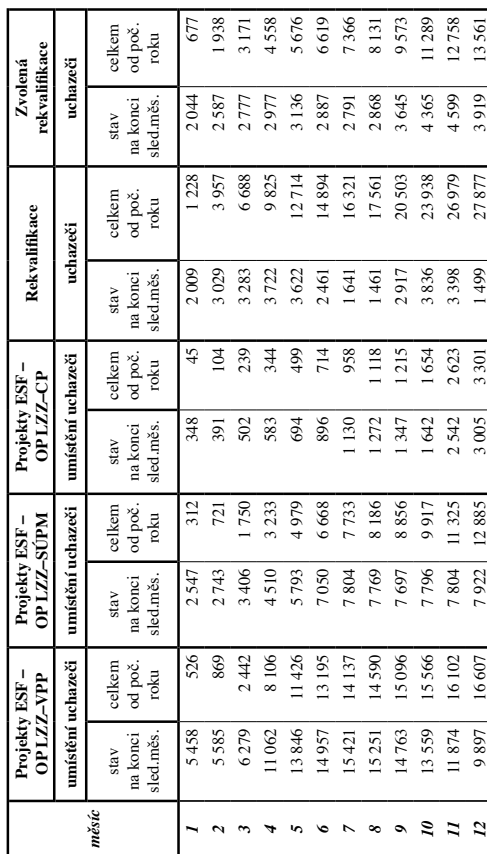 měsíc Projekty ESF – OP LZZ–VPP Projekty ESF – OP LZZ–SÚPM Projekty ESF – OP LZZ–CP Rekvalifikace Zvolená rekvalifikace
umístění uchazeči umístění uchazeči umístění uchazeči uchazeči uchazeči
stav na konci sled.měs. celkem od poč. roku stav na konci sled.měs. celkem od poč. roku stav na konci sled.měs. celkem od poč. roku stav na konci sled.měs. celkem od poč. roku stav na konci sled.měs. celkem od poč. roku
1 5 458 526 2 547 312 348 45 2 009 1 228 2 044 677
2 5 585 869 2 743 721 391 104 3 029 3 957 2 587 1 938
3 6 279 2 442 3 406 1 750 502 239 3 283 6 688 2 777 3 171
4 11 062 8 106 4 510 3 233 583 344 3 722 9 825 2 977 4 558
5 13 846 11 426 5 793 4 979 694 499 3 622 12 714 3 136 5 676
6 14 957 13 195 7 050 6 668 896 714 2 461 14 894 2 887 6 619
7 15 421 14 137 7 804 7 733 1 130 958 1 641 16 321 2 791 7 366
8 15 251 14 590 7 769 8 186 1 272 1 118 1 461 17 561 2 868 8 131
9 14 763 15 096 7 697 8 856 1 347 1 215 2 917 20 503 3 645 9 573
10 13 559 15 566 7 796 9 917 1 642 1 654 3 836 23 938 4 365 11 289
11 11 874 16 102 7 804 11 325 2 542 2 623 3 398 26 979 4 599 12 758
12 9 897 16 607 7 922 12 885 3 005 3 301 1 499 27 877 3 919 13 561